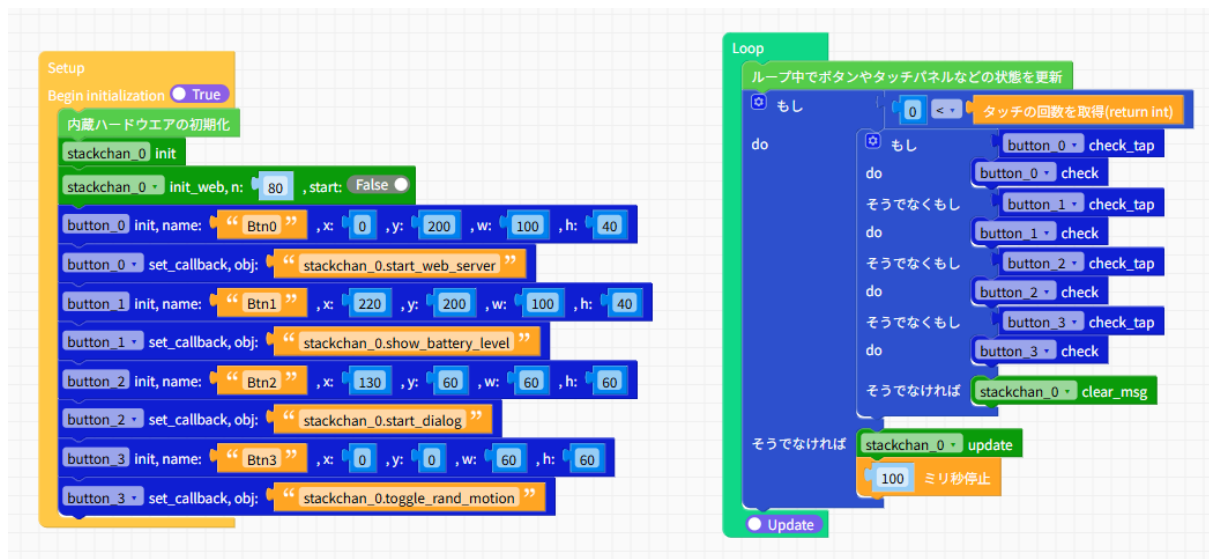 Setup
Begin initialization True
内蔵ハードウエアの初期化
stackchan_0 init
stackchan_0 init_web, n: 80 , start: False
button_0 init, name: “ Btn0 ” , x: 0 , y: 200 , w: 100 , h: 40
button_0 set_callback, obj: “ stackchan_0.start_web_server ”
button_1 init, name: “ Btn1 ” , x: 220 , y: 200 , w: 100 , h: 40
button_1 set_callback, obj: “ stackchan_0.show_battery_level ”
button_2 init, name: “ Btn2 ” , x: 130 , y: 60 , w: 60 , h: 60
button_2 set_callback, obj: “ stackchan_0.start_dialog ”
button_3 init, name: “ Btn3 ” , x: 0 , y: 0 , w: 60 , h: 60
button_3 set_callback, obj: “ stackchan_0.toggle_rand_motion ”
Loop
ループ中でボタンやタッチパネルなどの状態を更新
もし 0 < タッチの回数を取得(return int)
do もし button_0 check_tap
do button_0 check
そうでなくもし button_1 check_tap
do button_1 check
そうでなくもし button_2 check_tap
do button_2 check
そうでなくもし button_3 check_tap
do button_3 check
そうでなければ stackchan_0 clear_msg
そうでなければ stackchan_0 update
100 ミリ秒停止
Update